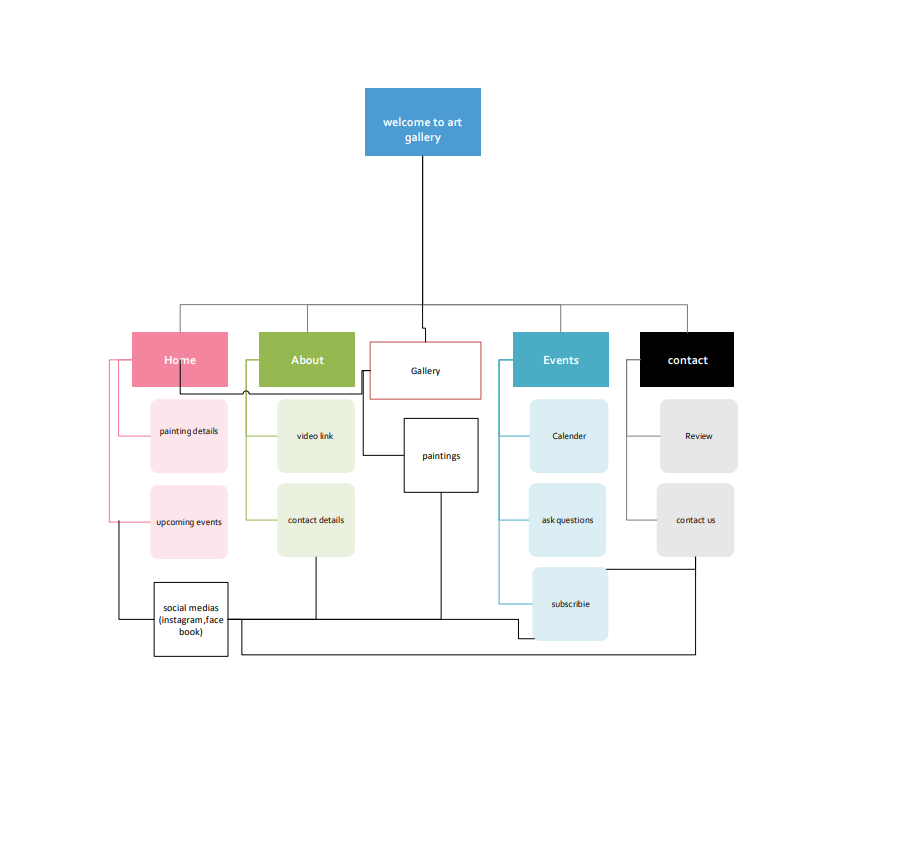 welcome to art
gallery
Home
About
Gallery
Events
contact
painting details
video link
paintings
Calender
Review
upcoming events
contact details
ask questions
contact us
social medias
(instagram,face
book)
subscribie